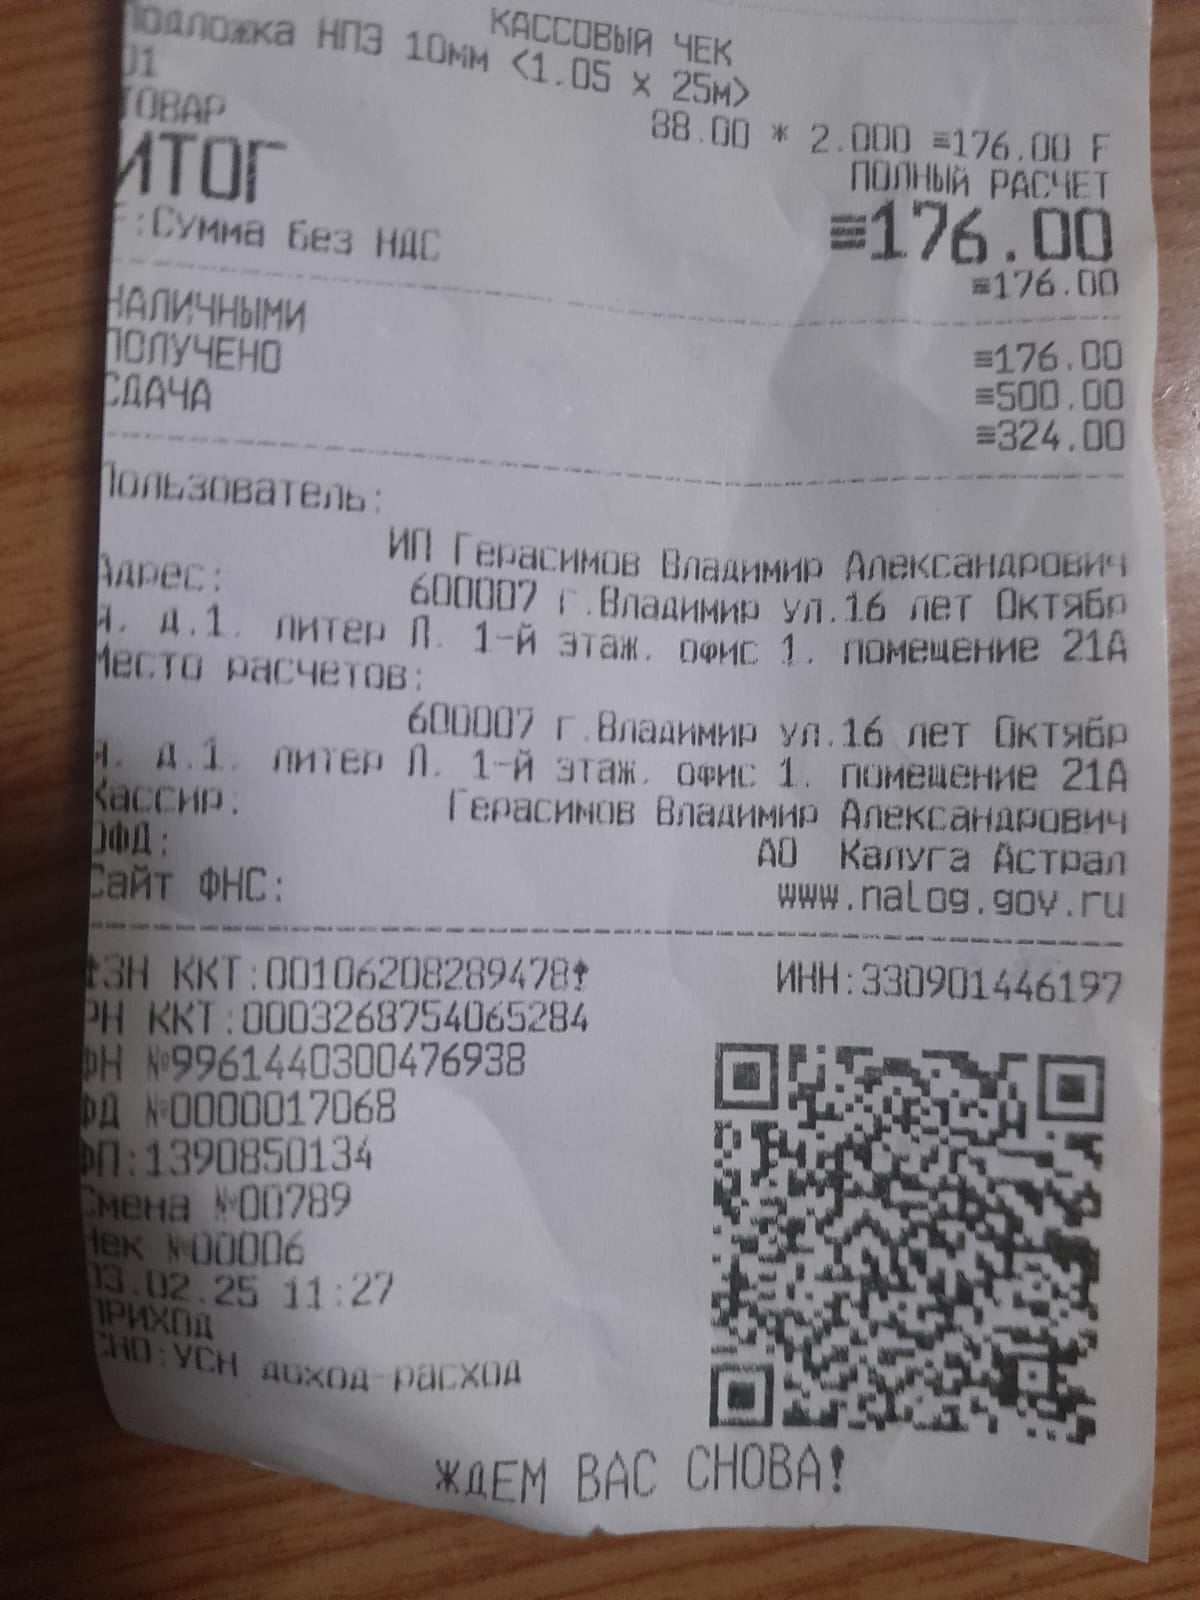 КАССОВЫЙ ЧЕК
Подложка НПЭ 10мм <1.05 х 25м>
01
88.00 * 2.000 ≡176.00 F
ТОВАР
ПОЛНЫЙ РАСЧЕТ
ИТОГ ≡176.00
F:Сумма без НДС ≡176.00
НАЛИЧНЫМИ ≡176.00
ПОЛУЧЕНО ≡500.00
СДАЧА ≡324.00
Пользователь:
ИП Герасимов Владимир Александрович
Адрес: 600007 г.Владимир ул.16 лет Октябр
я, д.1, литер Л, 1-й этаж, офис 1, помещение 21А
Место расчетов:
600007 г.Владимир ул.16 лет Октябр
я, д.1, литер Л, 1-й этаж, офис 1, помещение 21А
Кассир: Герасимов Владимир Александрович
ОФД: АО Калуга Астрал
Сайт ФНС: www.nalog.gov.ru
ЗН ККТ:00106208289478 ИНН:330901446197
РН ККТ:0003268754065284
ФН №9961440300476938
ФД №0000017068
ФП:1390850134
Смена №00789
Чек №00006
03.02.25 11:27
ПРИХОД
СНО:УСН доход-расход
ЖДЕМ ВАС СНОВА!